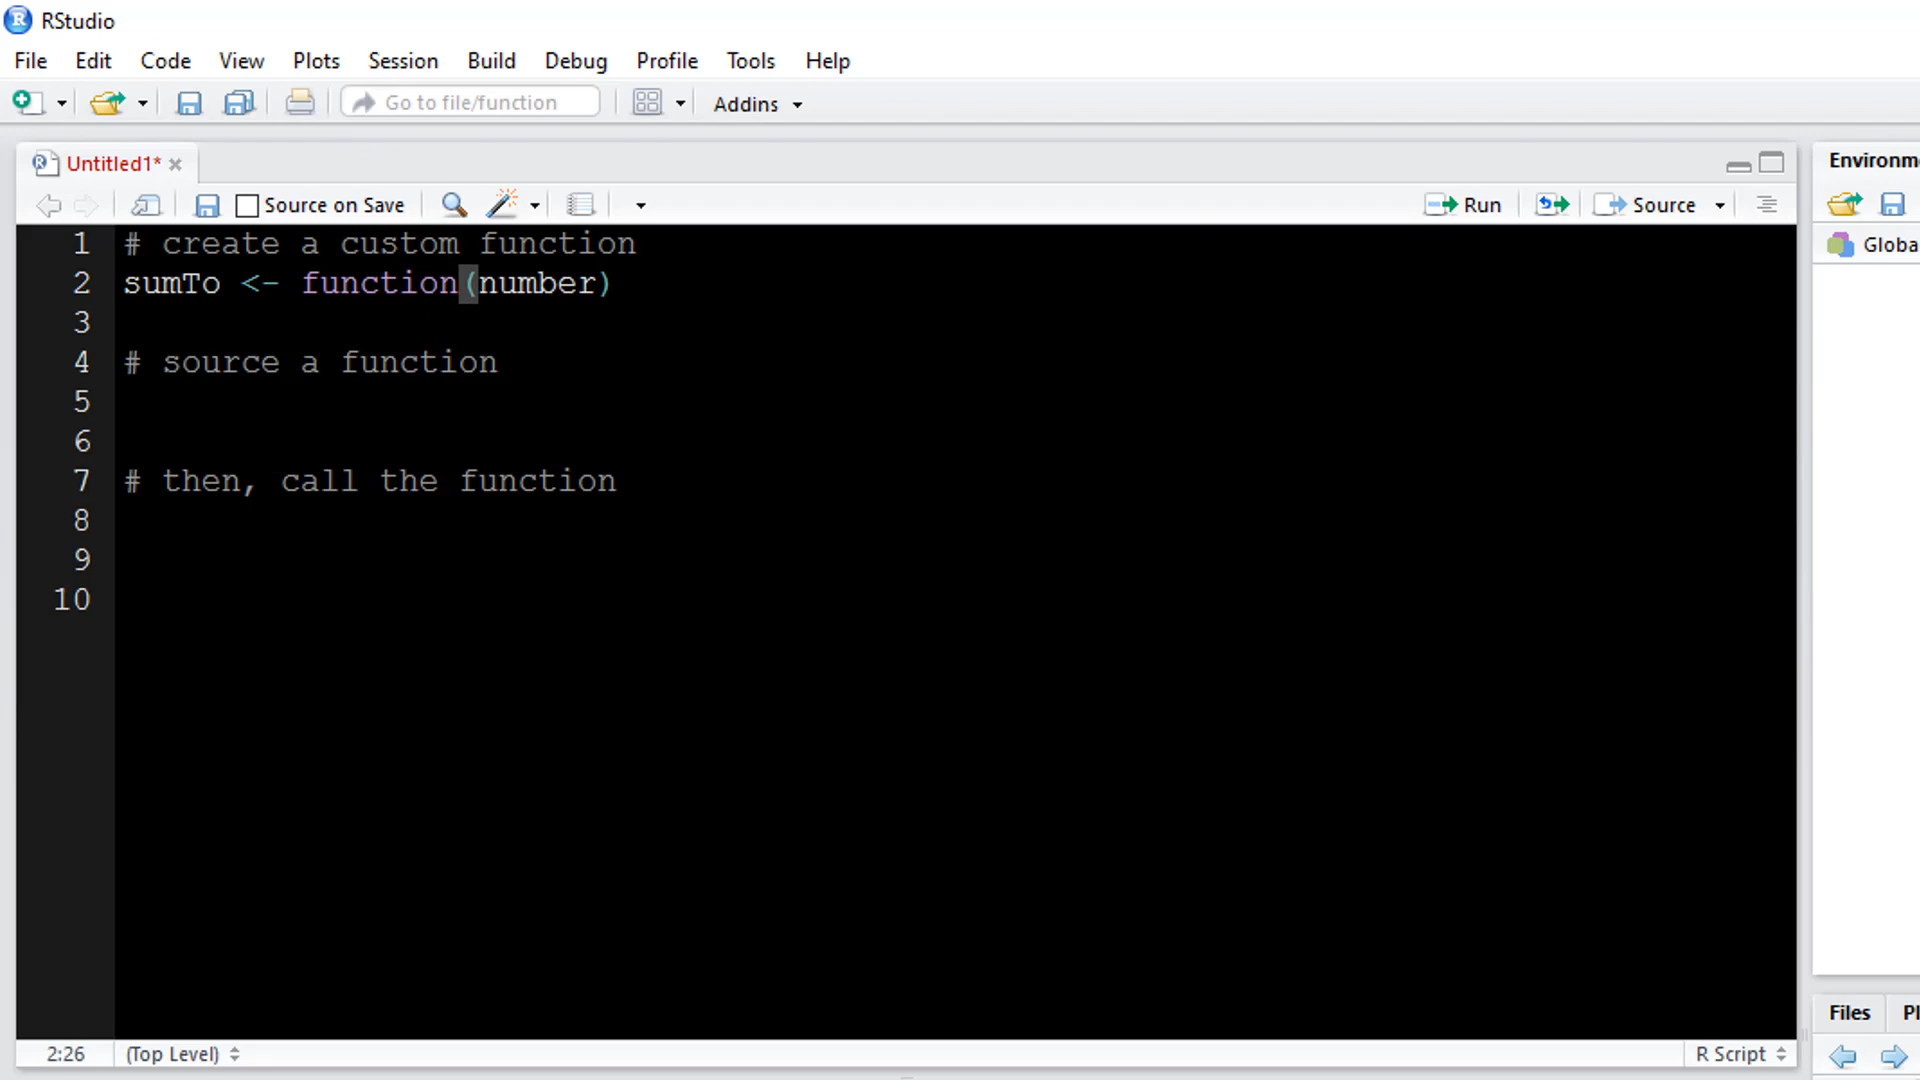 RStudio
File Edit Code View Plots Session Build Debug Profile Tools Help
Go to file/function Addins
Untitled1* Environm
Source on Save Run Source
Globa
1 # create a custom function
2 sumTo <- function(number)
3
4 # source a function
5
6
7 # then, call the function
8
9
10
Files Pl
2:26 (Top Level) R Script